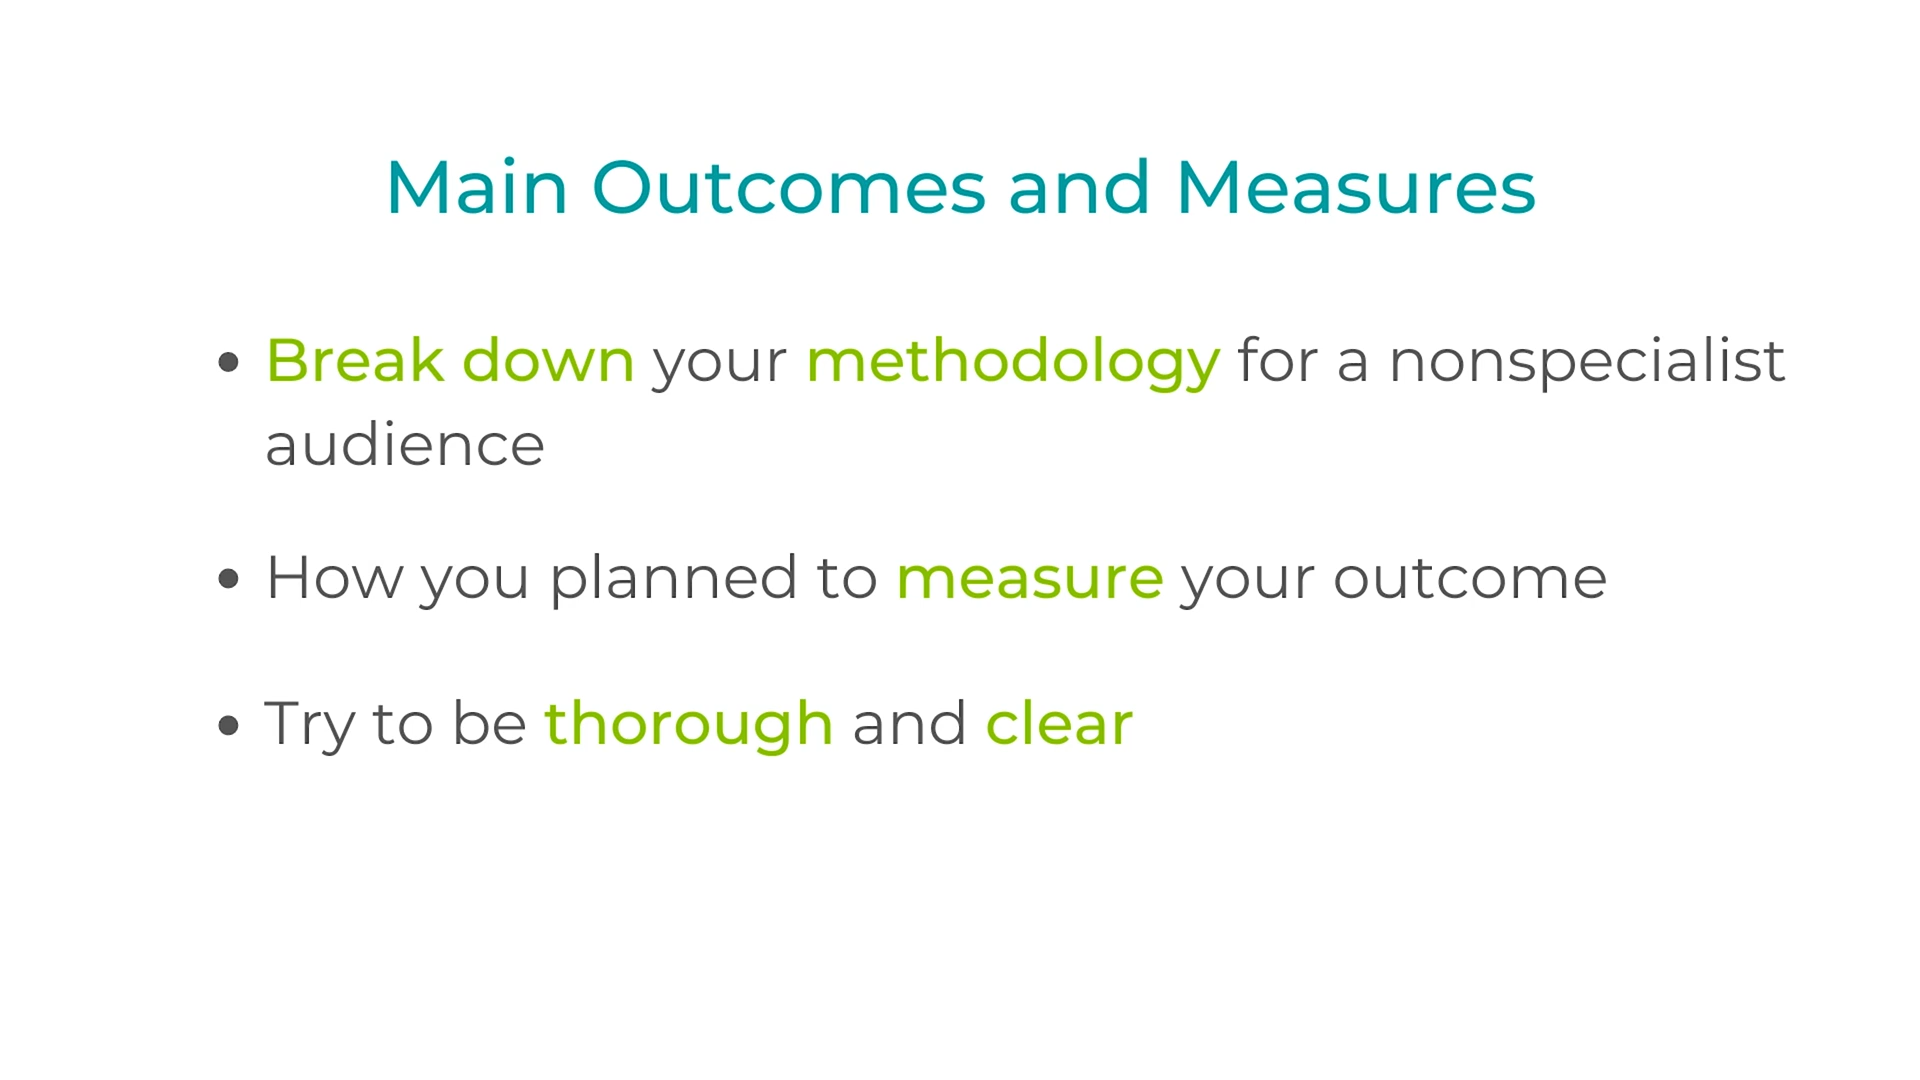 Main Outcomes and Measures
• Break down your methodology for a nonspecialist
audience
• How you planned to measure your outcome
• Try to be thorough and clear